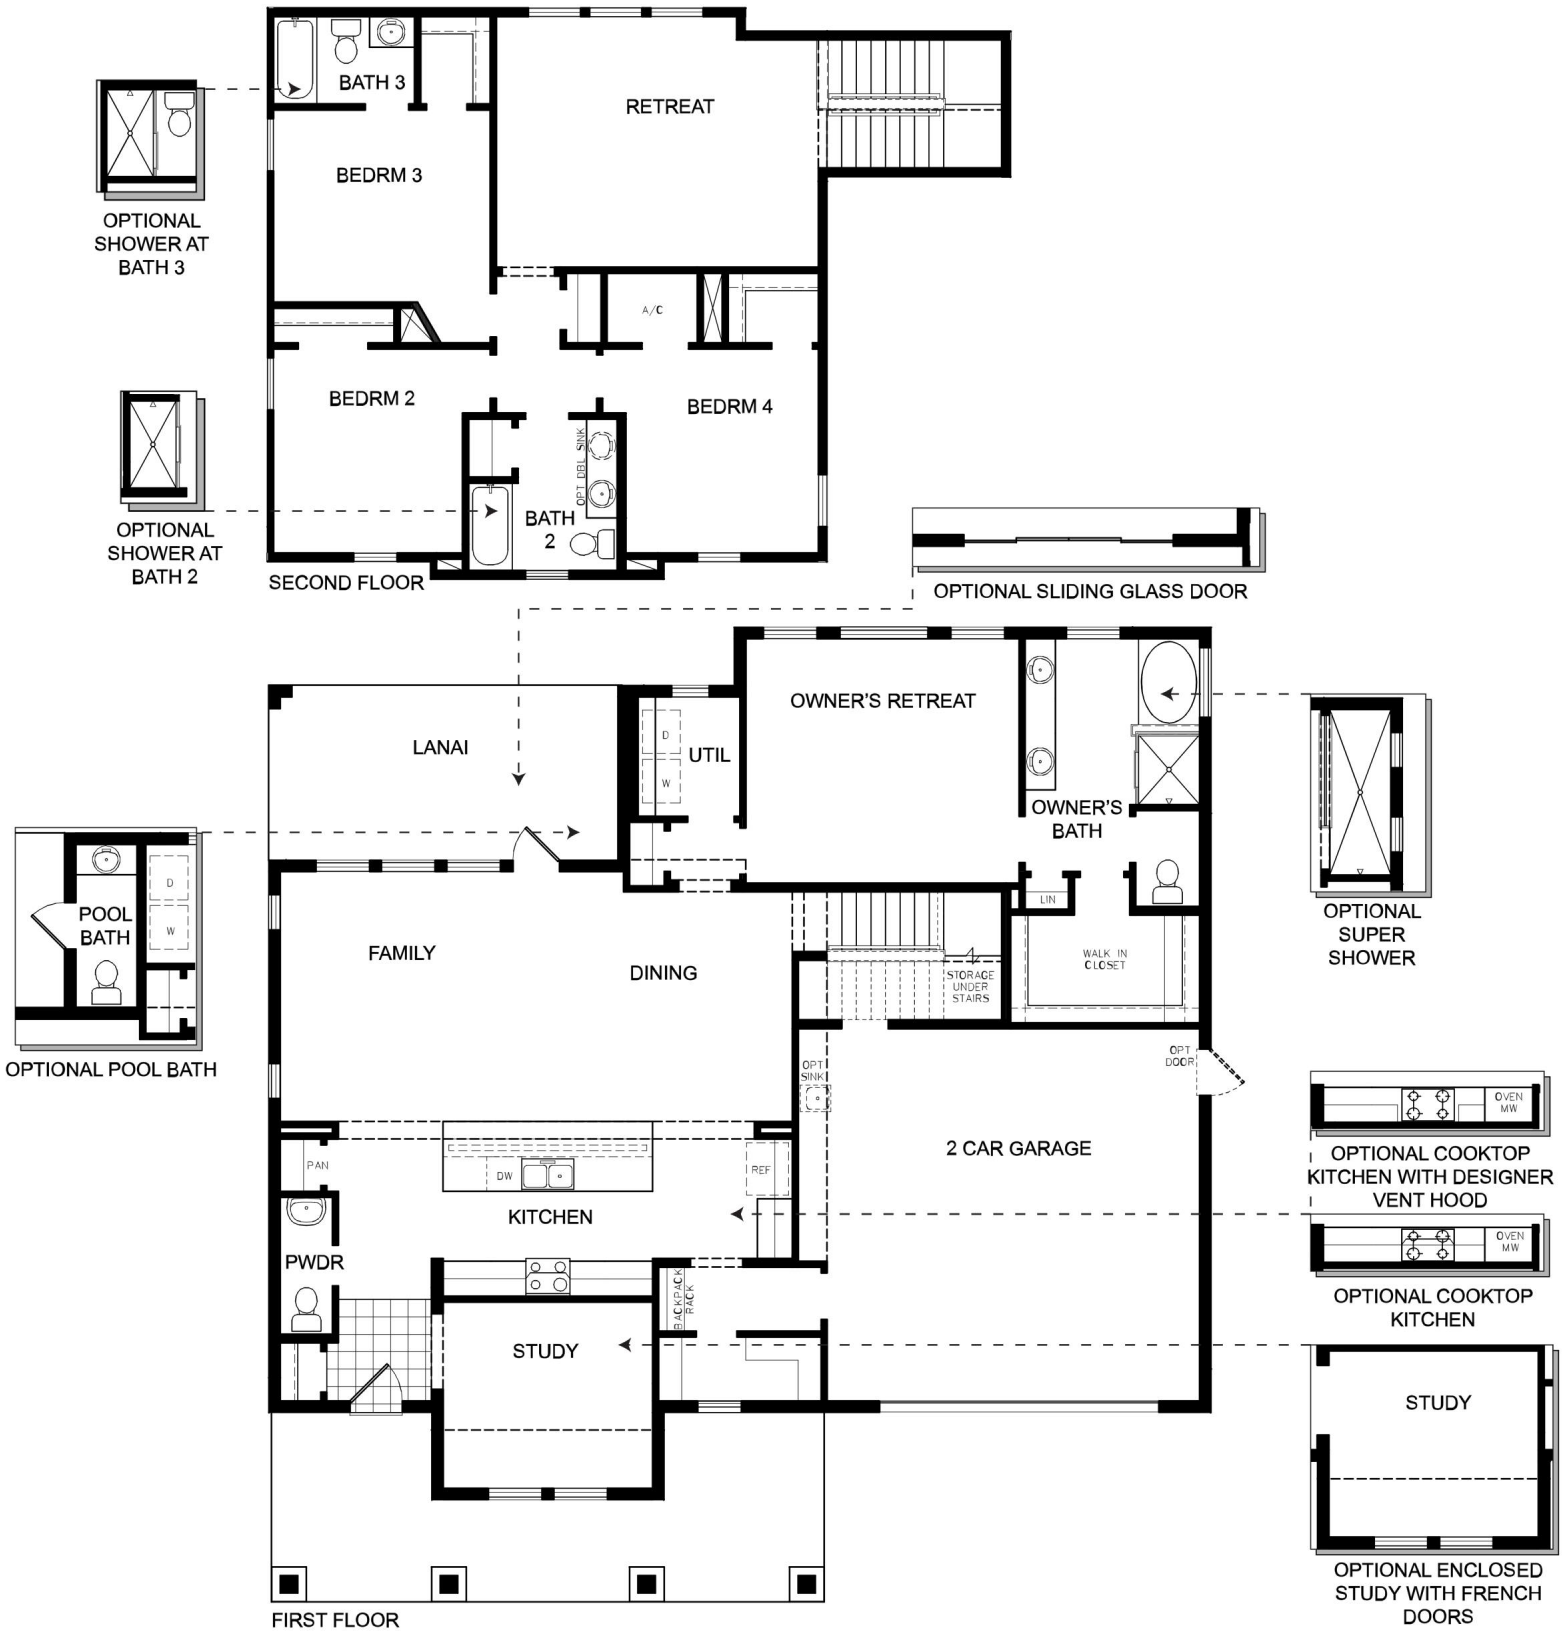 BATH 3
RETREAT
BEDRM 3
OPTIONAL
SHOWER AT
BATH 3
A/C
BEDRM 2
BEDRM 4
OPT DBL SINK
BATH
2
OPTIONAL
SHOWER AT
BATH 2
SECOND FLOOR
OPTIONAL SLIDING GLASS DOOR
OWNER'S RETREAT
LANAI
D
W
UTIL
OWNER'S
BATH
LIN
D
W
POOL
BATH
OPTIONAL POOL BATH
OPTIONAL
SUPER
SHOWER
FAMILY
DINING
STORAGE
UNDER
STAIRS
WALK IN
CLOSET
OPT
DOOR
OPT
SINK
2 CAR GARAGE
OVEN
MW
OPTIONAL COOKTOP
KITCHEN WITH DESIGNER
VENT HOOD
PAN
DW
REF
KITCHEN
PWDR
OVEN
MW
OPTIONAL COOKTOP
KITCHEN
BACKPACK
RACK
STUDY
STUDY
OPTIONAL ENCLOSED
STUDY WITH FRENCH
DOORS
FIRST FLOOR